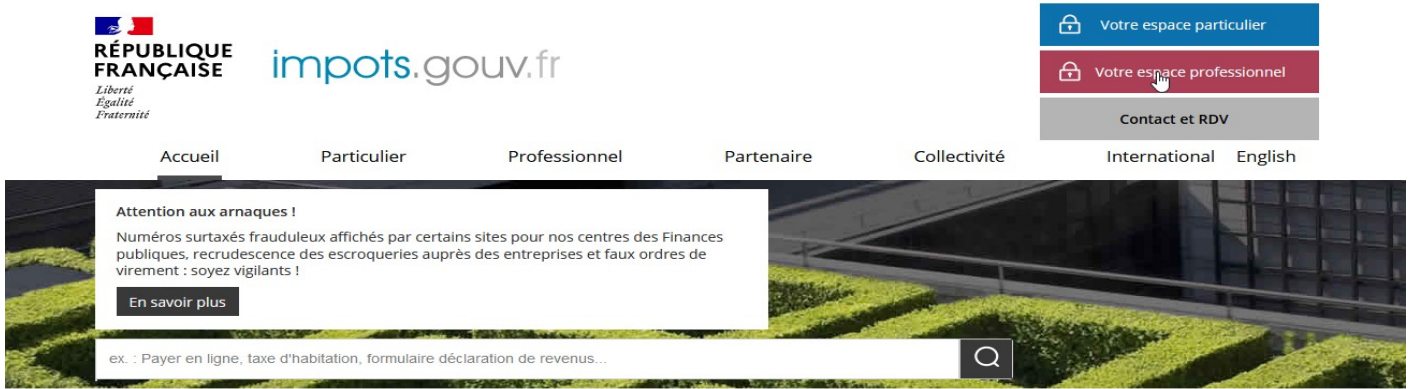 RÉPUBLIQUE
FRANÇAISE
Liberté
Égalité
Fraternité
impots.gouv.fr
Votre espace particulier
Votre espace professionnel
Contact et RDV
Accueil Particulier Professionnel Partenaire Collectivité International English
Attention aux arnaques !
Numéros surtaxés frauduleux affichés par certains sites pour nos centres des Finances
publiques, recrudescence des escroqueries auprès des entreprises et faux ordres de
virement : soyez vigilants !
En savoir plus
ex. : Payer en ligne, taxe d'habitation, formulaire déclaration de revenus...